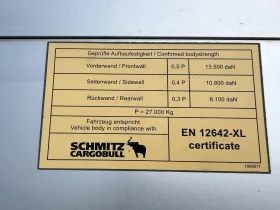 Geprüfte Aufbaufestigkeit / Confirmed bodystrength
Vorderwand / Frontwall 0,5 P 13.500 daN
Seitenwand / Sidewall 0,4 P 10.800 daN
Rückwand / Rearwall 0,3 P 8.100 daN
P = 27.000 Kg
Fahrzeug entspricht
Vehicle body in compliance with
SCHMITZ
CARGOBULL
EN 12642-XL
certificate